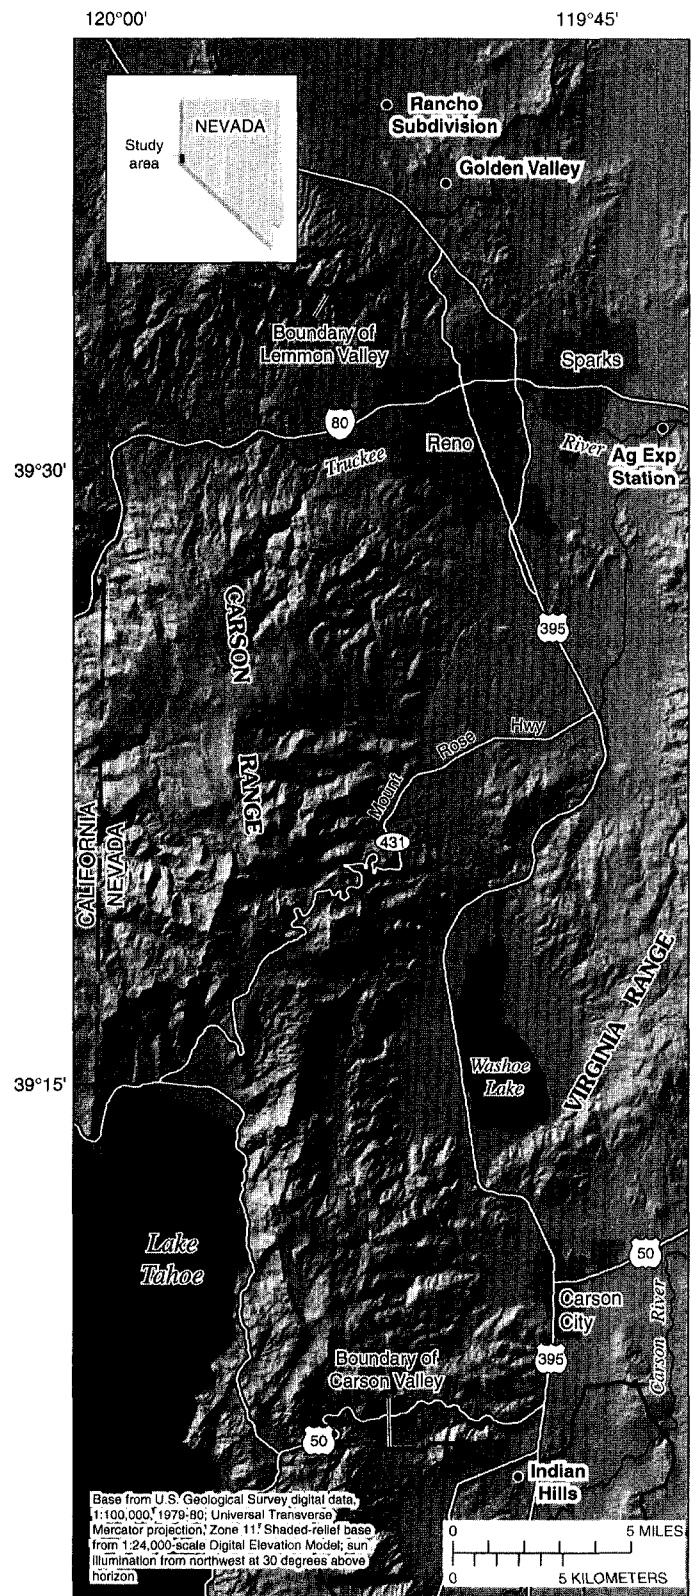 120°00'
119°45'
Rancho
Subdivision
NEVADA
Study
area
Golden Valley
Boundary of
Lemmon Valley
Sparks
80
Reno
Truckee
River
Ag Exp
Station
39°30'
CARSON
395
Hwy
Rose
Mount
RANGE
431
CALIFORNIA
NEVADA
VIRGINIA RANGE
Washoe
Lake
39°15'
Lake
Tahoe
50
Carson
City
Carson River
395
Boundary of
Carson Valley
50
Indian
Hills
Base from U.S. Geological Survey digital data,
1:100,000, 1979-80; Universal Transverse
Mercator projection, Zone 11. Shaded-relief base
from 1:24,000-scale Digital Elevation Model; sun
illumination from northwest at 30 degrees above
horizon.
0 5 MILES
0 5 KILOMETERS